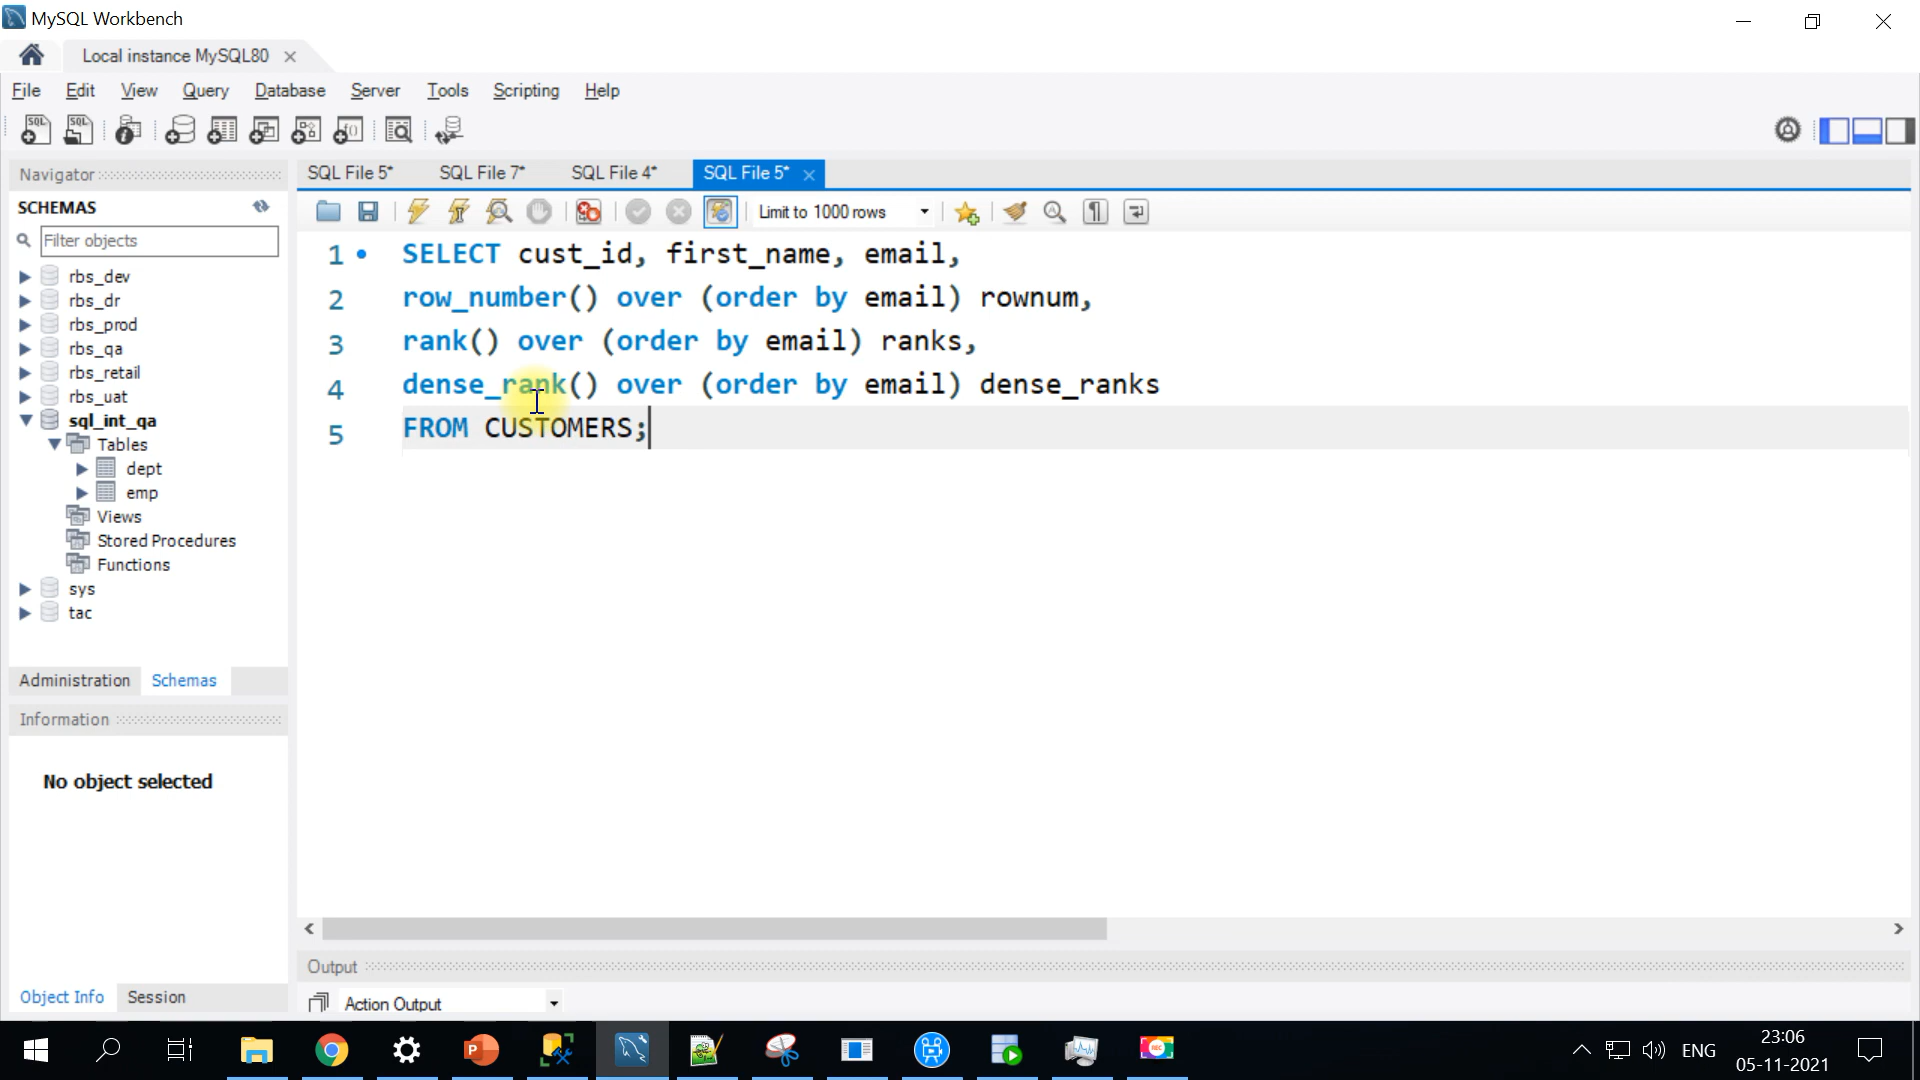 MySQL Workbench
Local instance MySQL80
File Edit View Query Database Server Tools Scripting Help
Navigator
SCHEMAS
Filter objects
rbs_dev
rbs_dr
rbs_prod
rbs_qa
rbs_retail
rbs_uat
sql_int_qa
Tables
dept
emp
Views
Stored Procedures
Functions
sys
tac
Administration Schemas
Information
No object selected
Object Info Session
SQL File 5* SQL File 7* SQL File 4* SQL File 5*
Limit to 1000 rows
1 SELECT cust_id, first_name, email,
2 row_number() over (order by email) rownum,
3 rank() over (order by email) ranks,
4 dense_rank() over (order by email) dense_ranks
5 FROM CUSTOMERS;
Output
Action Output
ENG
23:06
05-11-2021